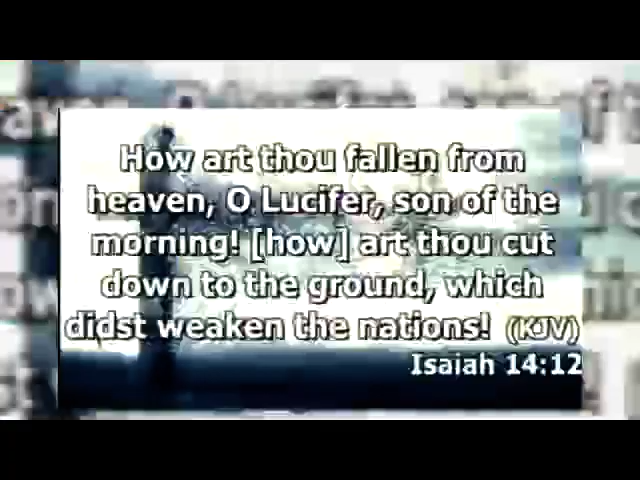 How art thou fallen from
heaven, O Lucifer, son of the
morning! [how] art thou cut
down to the ground, which
didst weaken the nations! (KJV)
Isaiah 14:12